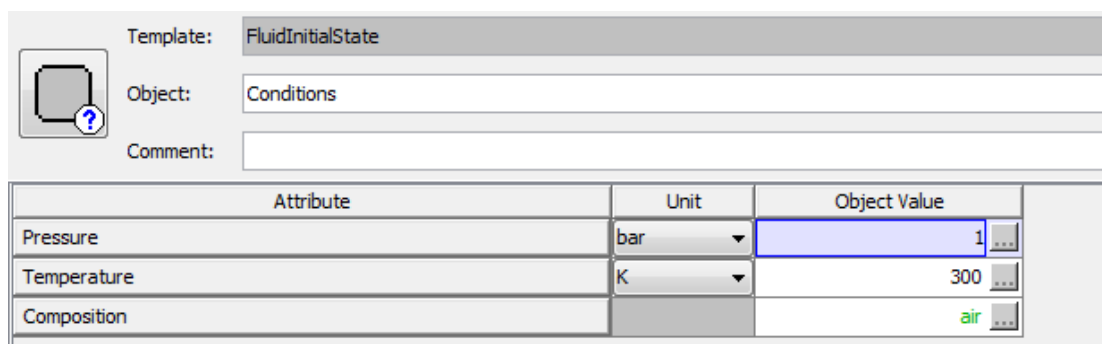 Template: FluidInitialState
Object: Conditions
?
Comment:
Attribute Unit Object Value
Pressure bar 1 ...
Temperature K 300 ...
Composition air ...